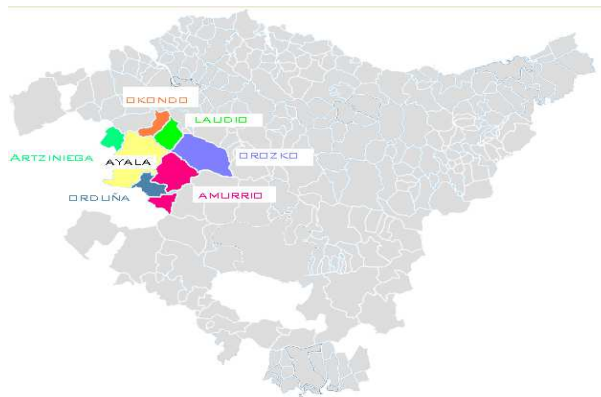 OKONDO
LAUDIO
ARTZINIEGA
AYALA
OROZKO
ORDUÑA
AMURRIO